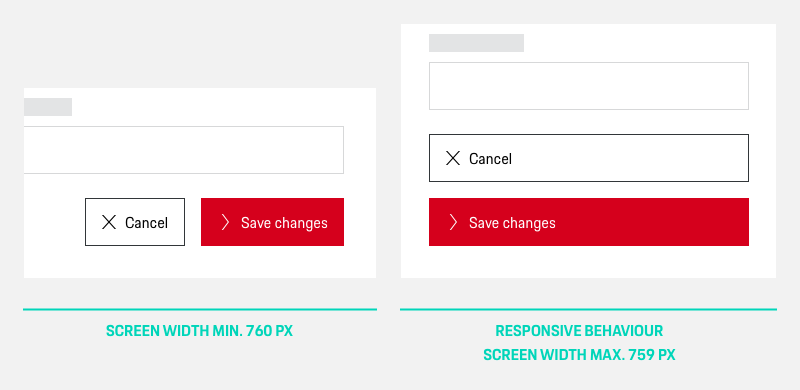 Cancel
Save changes
SCREEN WIDTH MIN. 760 PX
Cancel
Save changes
RESPONSIVE BEHAVIOUR
SCREEN WIDTH MAX. 759 PX